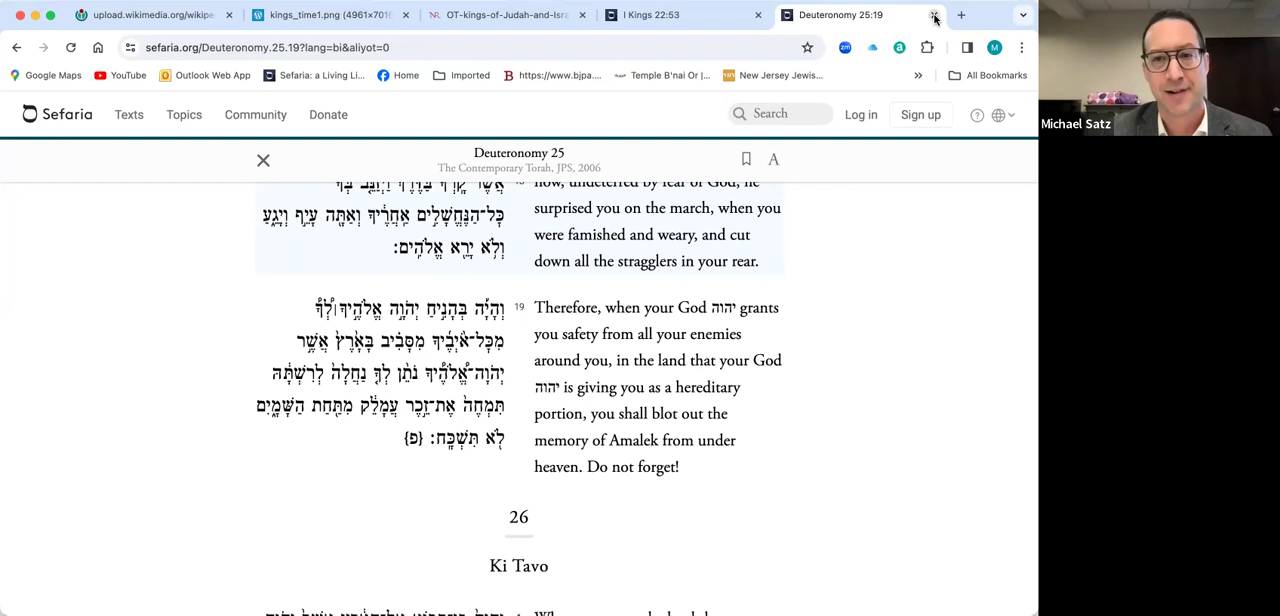 upload.wikimedia.org/wikipe
kings_time1.png (4961×7016
OT-kings-of-Judah-and-Isra
I Kings 22:53
Deuteronomy 25:19
sefaria.org/Deuteronomy.25.19?lang=bi&aliyot=0
Google Maps
YouTube
Outlook Web App
Sefaria: a Living Li...
Home
Imported
https://www.bjpa....
Temple B'nai Or |...
New Jersey Jewis...
All Bookmarks
Sefaria
Texts
Topics
Community
Donate
Search
Log in
Sign up
Michael Satz
Deuteronomy 25
The Contemporary Torah, JPS, 2006
אֲשֶׁ֨ר קָֽרְךָ֜ בַּדֶּ֗רֶךְ וַיְזַנֵּ֤ב בְּךָ֙
כׇּל־הַנֶּחֱשָׁלִ֣ים אַֽחֲרֶ֔יךָ וְאַתָּ֖ה עָיֵ֣ף וְיָגֵ֑עַ
וְלֹ֥א יָרֵ֖א אֱלֹהִֽים׃
how, undeterred by fear of God, he
surprised you on the march, when you
were famished and weary, and cut
down all the stragglers in your rear.
וְהָיָ֡ה בְּהָנִ֣יחַ יְהֹוָ֣ה אֱלֹהֶ֣יךָ ׀ לְ֠ךָ֠
מִכׇּל־אֹ֨יְבֶ֜יךָ מִסָּבִ֗יב בָּאָ֙רֶץ֙ אֲשֶׁ֣ר
יְהֹוָה־אֱ֠לֹהֶ֠יךָ נֹתֵ֨ן לְךָ֤ נַחֲלָה֙ לְרִשְׁתָּ֔הּ
תִּמְחֶה֙ אֶת־זֵ֣כֶר עֲמָלֵ֔ק מִתַּ֖חַת הַשָּׁמָ֑יִם
לֹ֖א תִּשְׁכָּֽח׃ {פ}
19
Therefore, when your God יהוה grants
you safety from all your enemies
around you, in the land that your God
יהוה is giving you as a hereditary
portion, you shall blot out the
memory of Amalek from under
heaven. Do not forget!
26
Ki Tavo